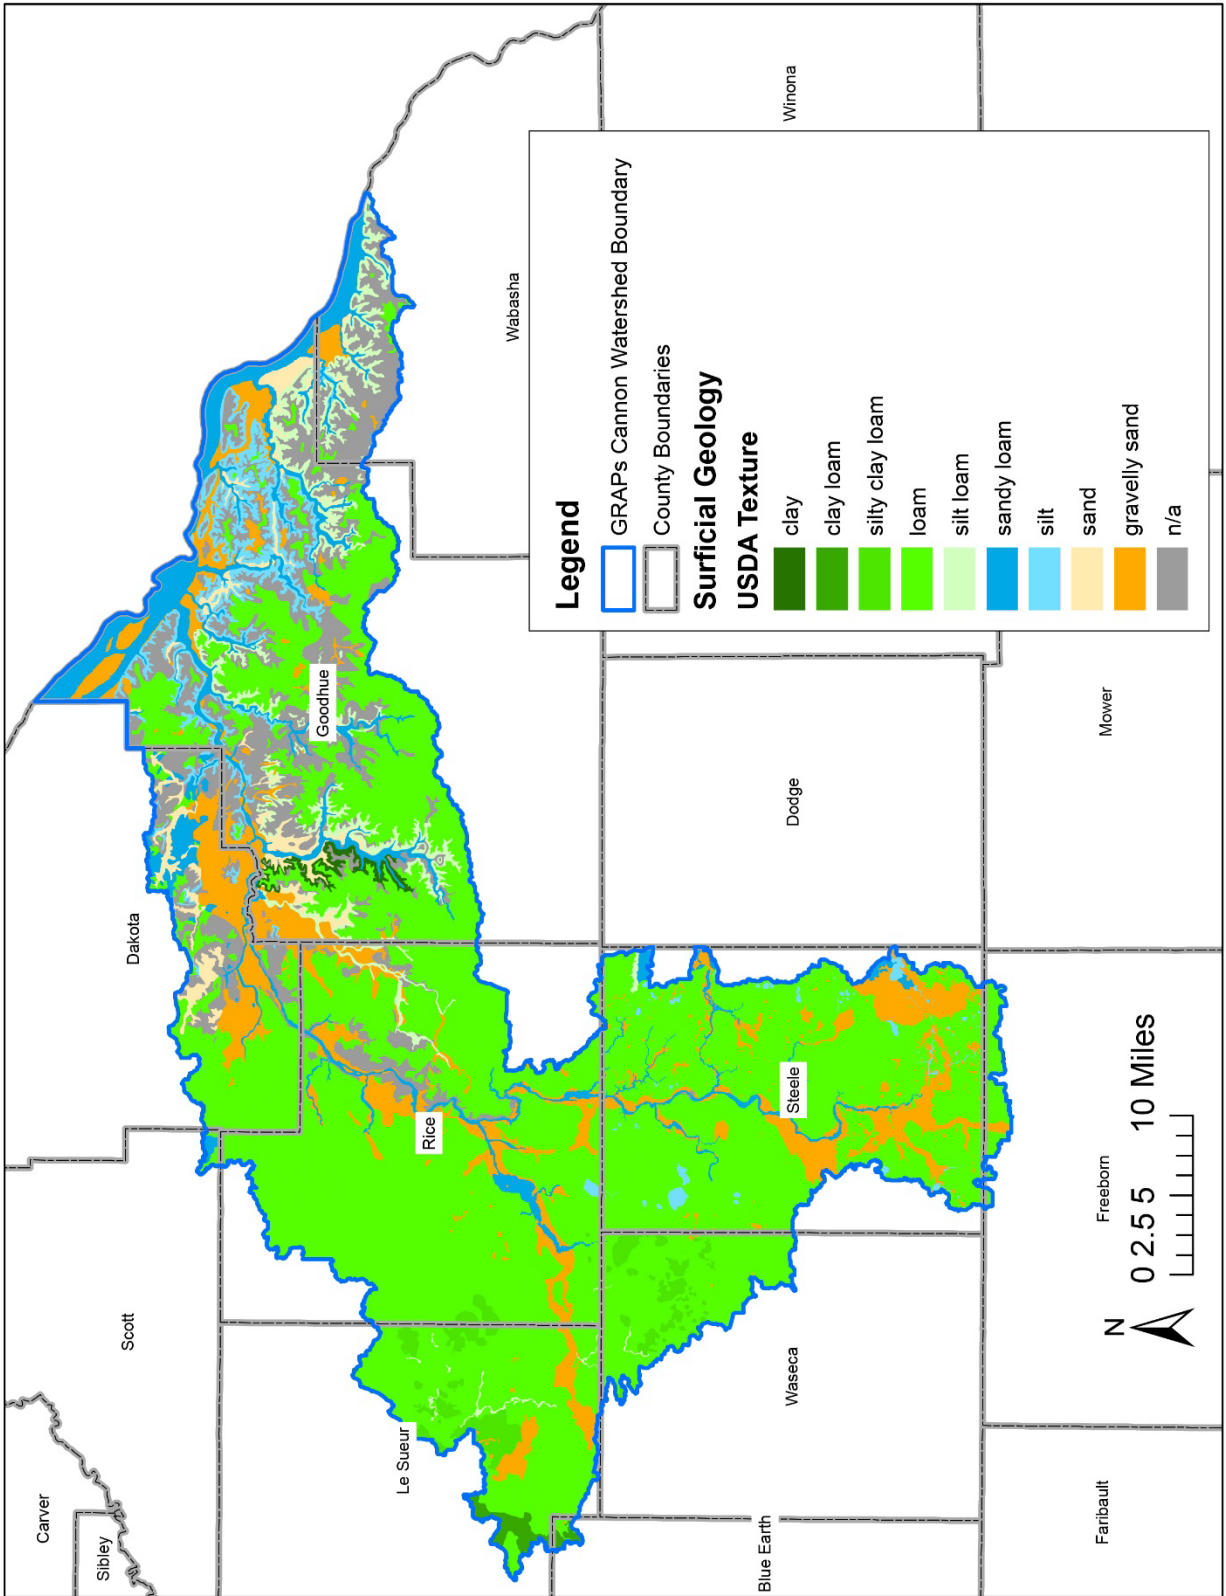 Carver
Sibley
Scott
Dakota
Le Sueur
Rice
Goodhue
Wabasha
Winona
Blue Earth
Waseca
Steele
Dodge
Faribault
Freeborn
Mower
N
0 2.5 5 10 Miles
Legend
GRAPs Cannon Watershed Boundary
County Boundaries
Surficial Geology
USDA Texture
clay
clay loam
silty clay loam
loam
silt loam
sandy loam
silt
sand
gravelly sand
n/a